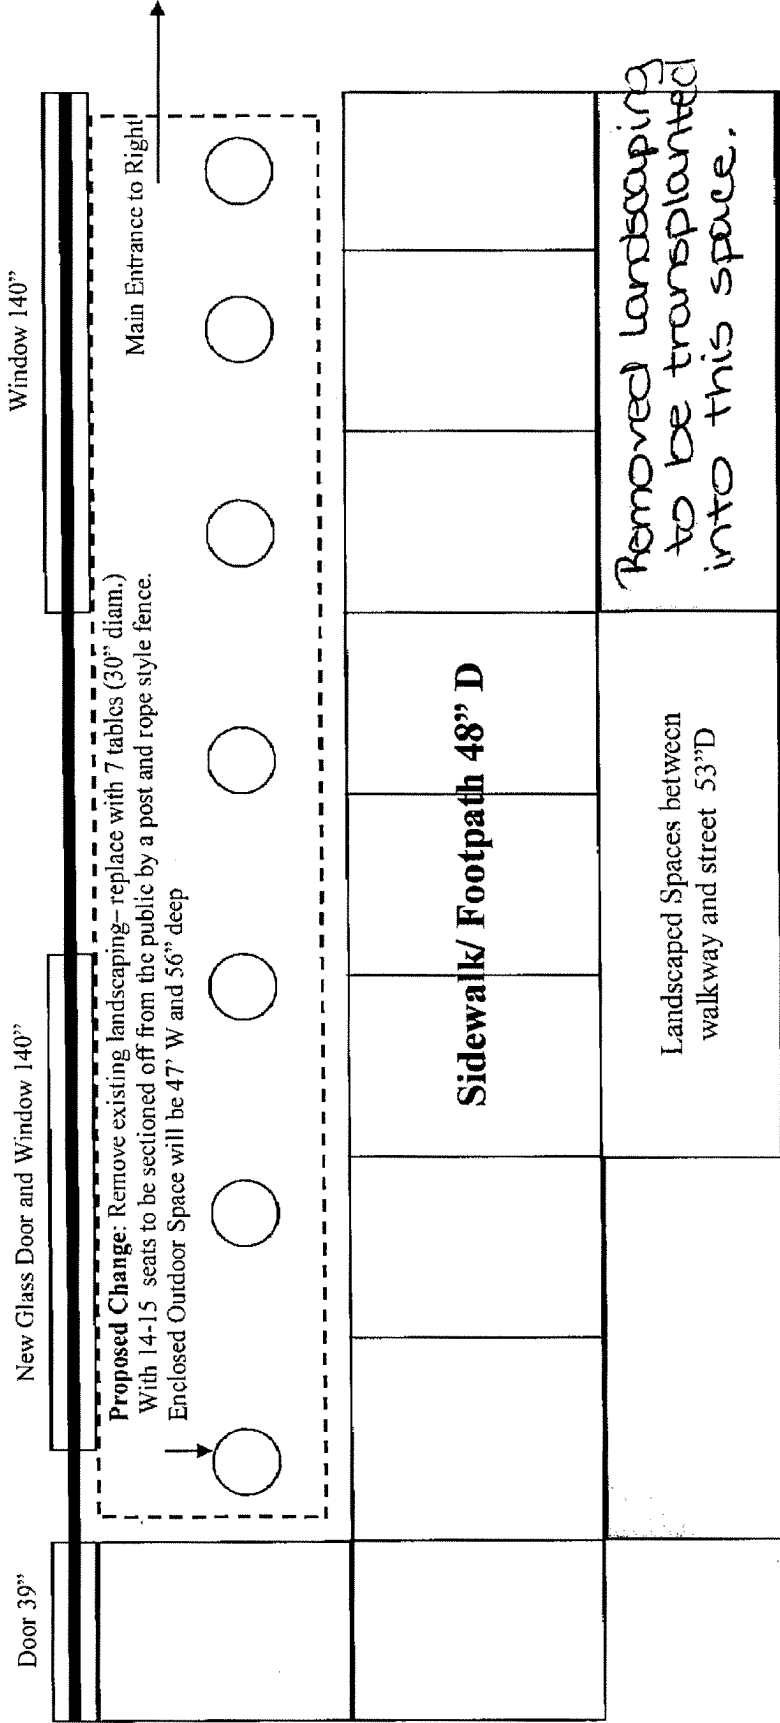 Door 39”
New Glass Door and Window 140”
Window 140”
Main Entrance to Right
Proposed Change: Remove existing landscaping– replace with 7 tables (30” diam.)
With 14-15 seats to be sectioned off from the public by a post and rope style fence.
Enclosed Outdoor Space will be 47’ W and 56” deep
Sidewalk/ Footpath 48” D
Landscaped Spaces between
walkway and street 53”D
Removed landscaping
to be transplanted
into this space.